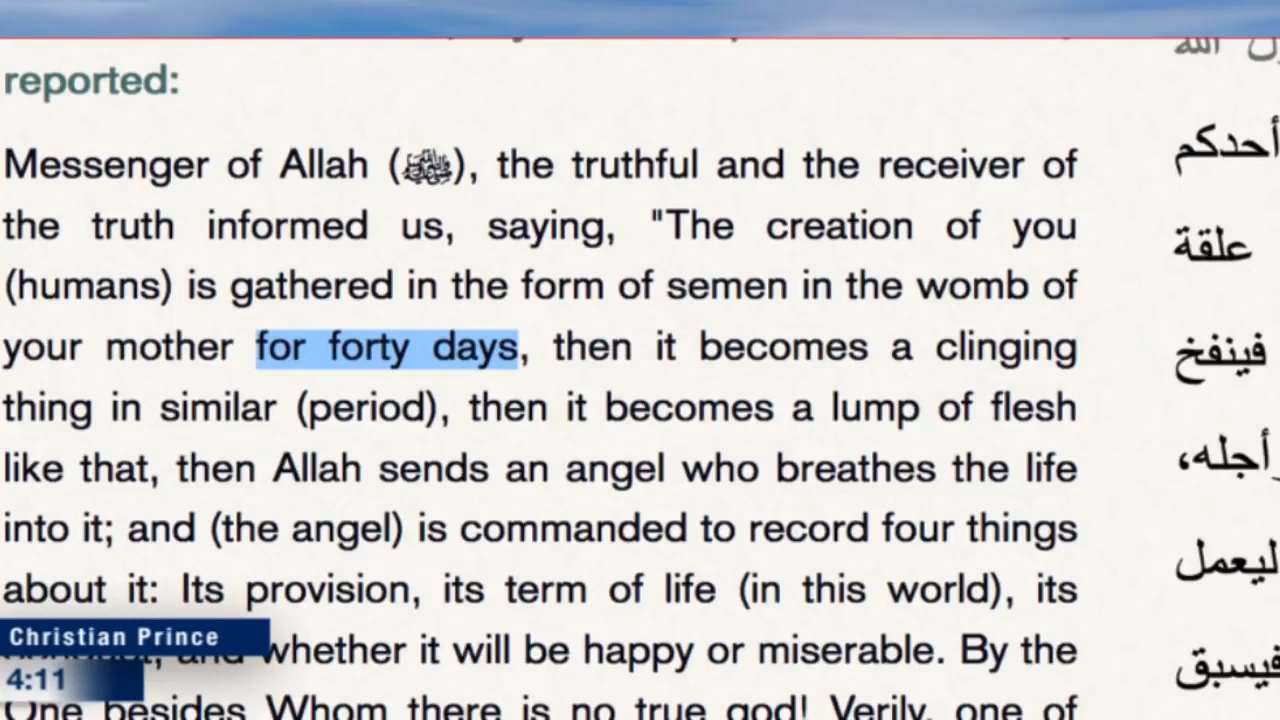 reported:
Messenger of Allah (ﷺ), the truthful and the receiver of
the truth informed us, saying, "The creation of you
(humans) is gathered in the form of semen in the womb of
your mother for forty days, then it becomes a clinging
thing in similar (period), then it becomes a lump of flesh
like that, then Allah sends an angel who breathes the life
into it; and (the angel) is commanded to record four things
about it: Its provision, its term of life (in this world), its
and whether it will be happy or miserable. By the
One besides Whom there is no true god! Verily, one of
الله
أحدكم
علقة
فينفخ
أجله،
ليعمل
فيسبق
Christian Prince
4:11